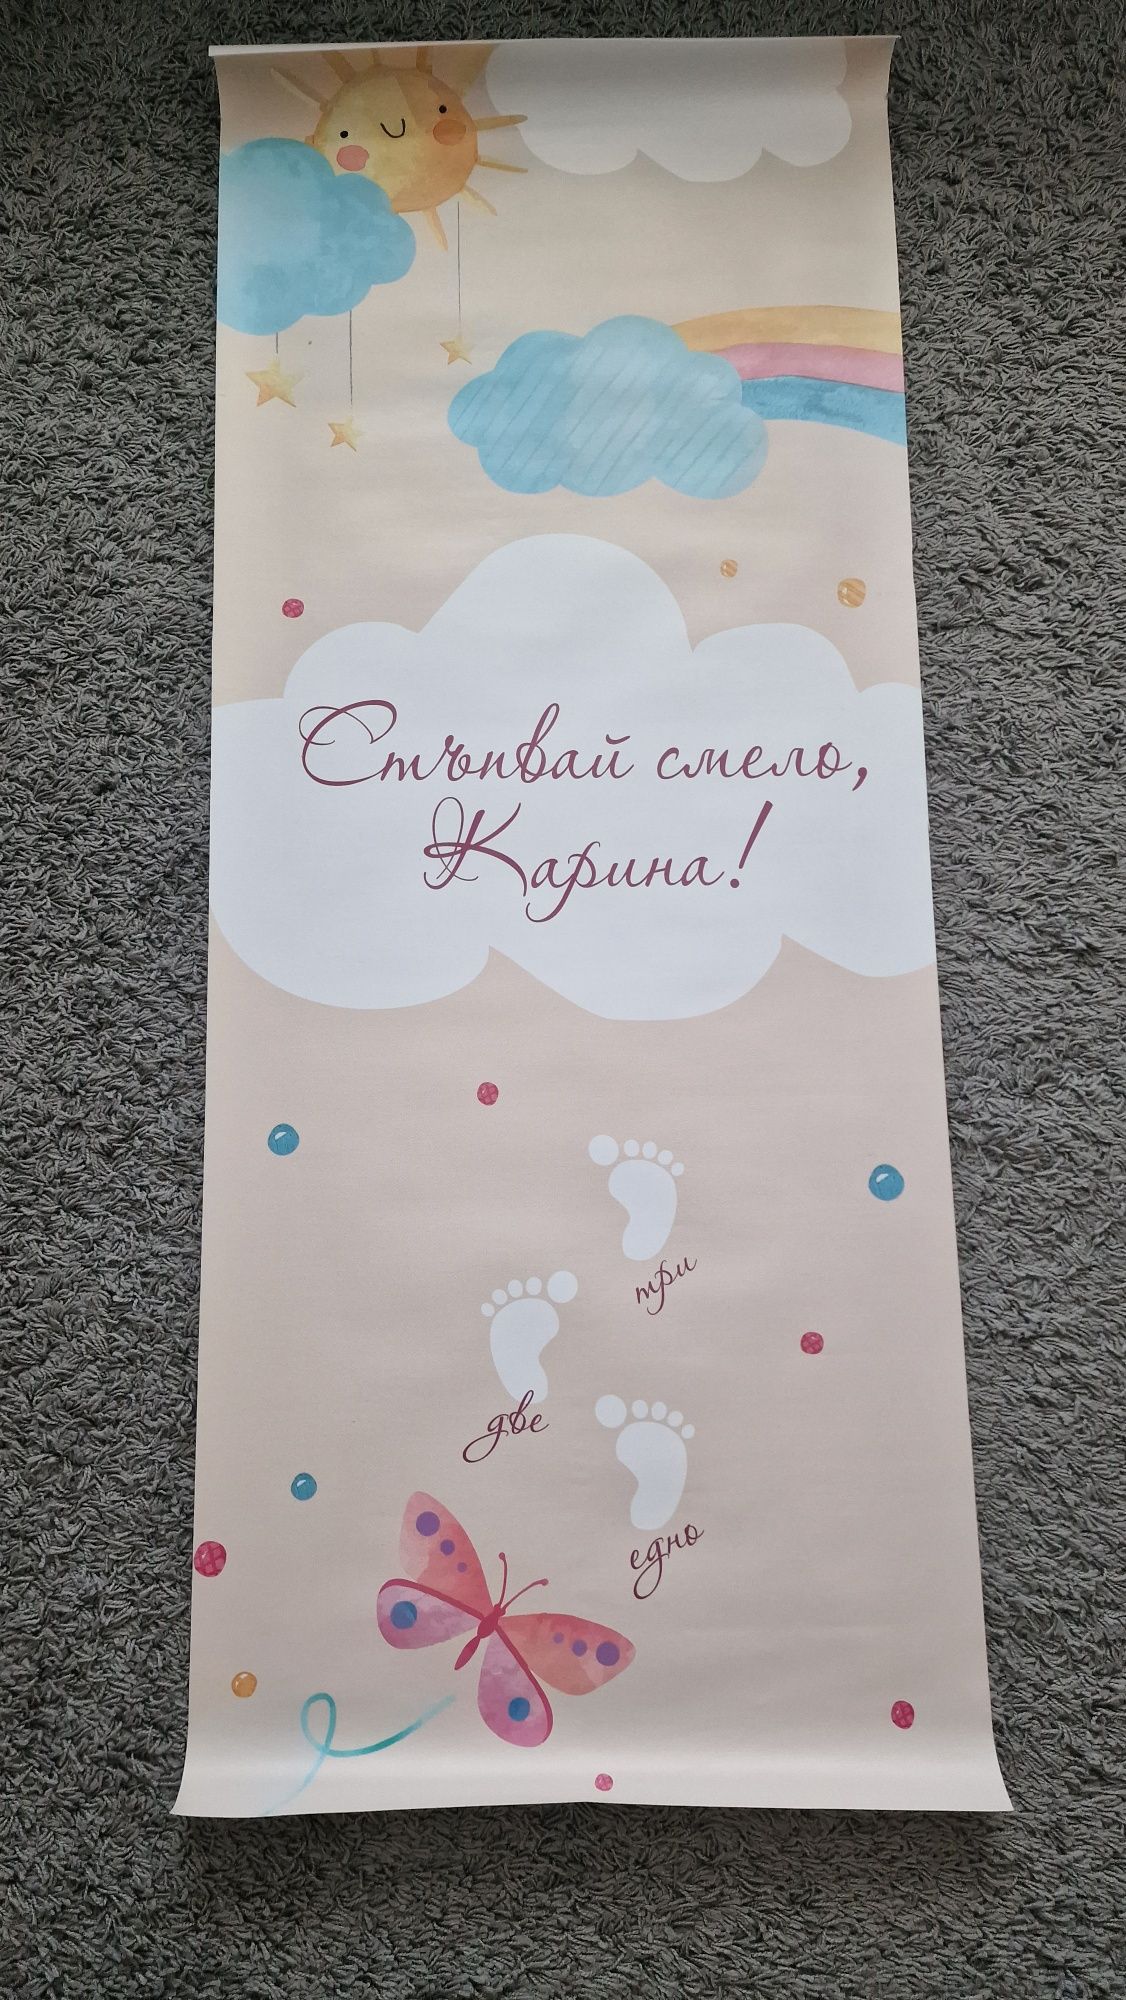 Стъпвай смело,
Карина!
три
две
едно